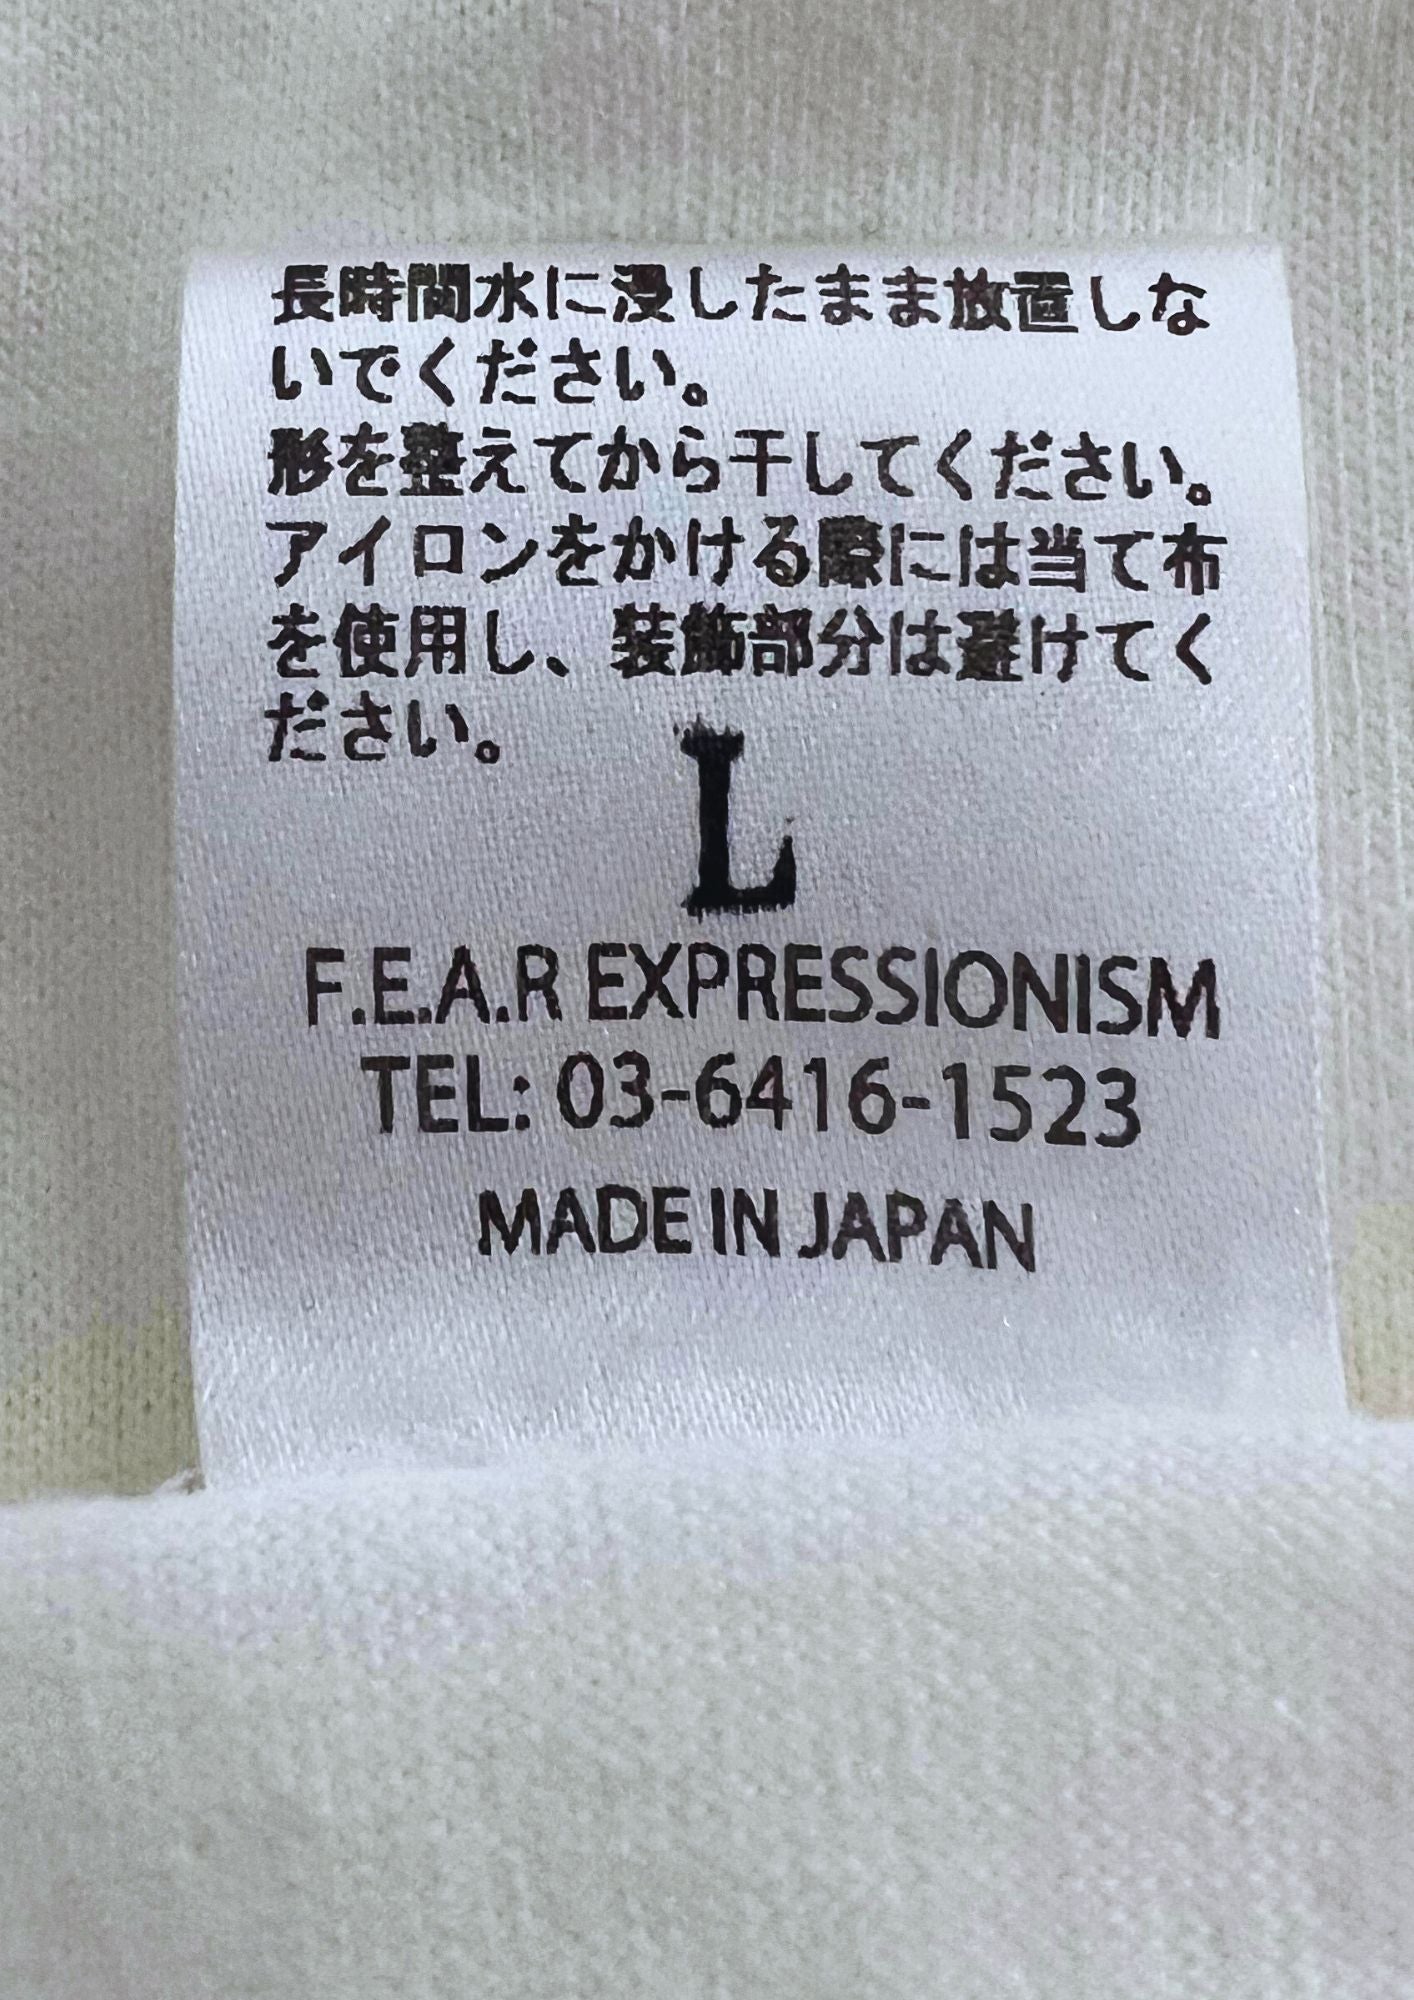 長時間水に浸したまま放置しな
いでください。
形を整えてから干してください。
アイロンをかける際には当て布
を使用し、装飾部分は避けてく
ださい。
L
F.E.A.R EXPRESSIONISM
TEL: 03-6416-1523
MADE IN JAPAN